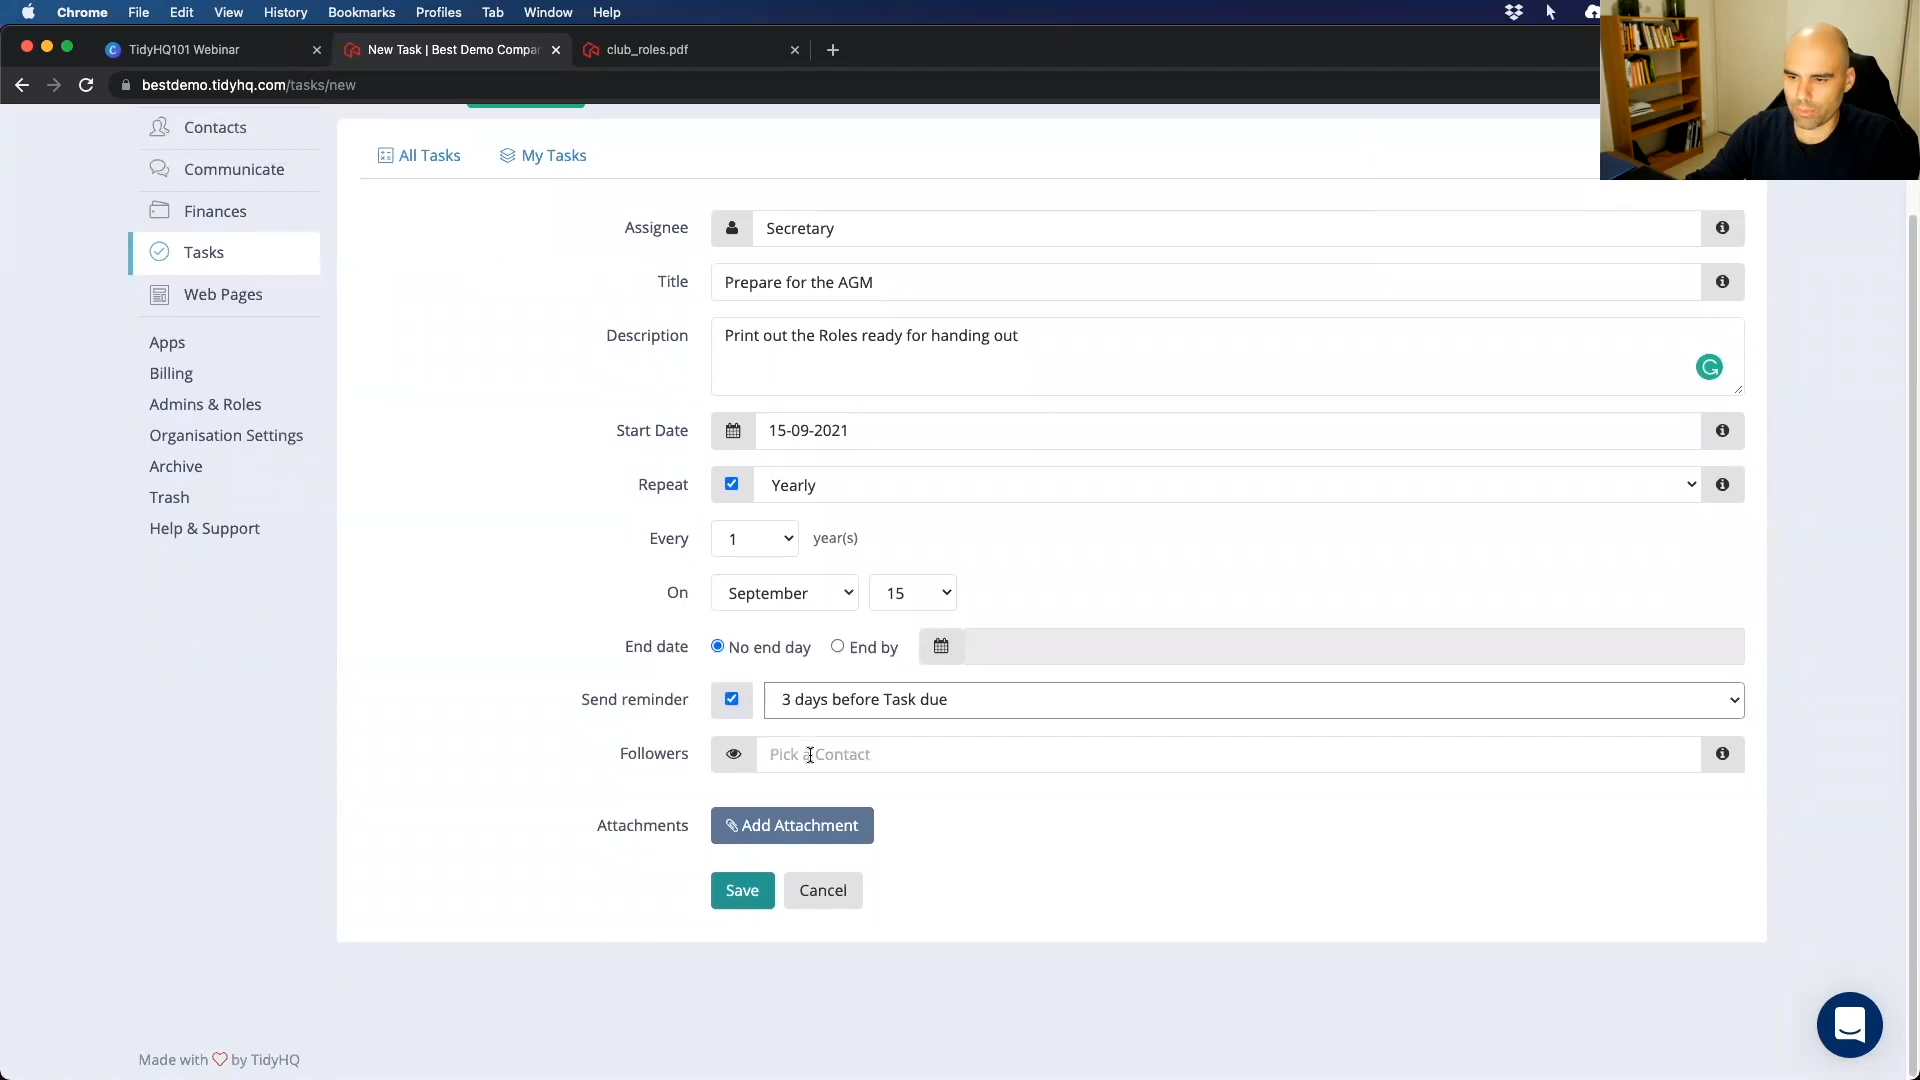 Chrome File Edit View History Bookmarks Profiles Tab Window Help
TidyHQ101 Webinar
New Task | Best Demo Compa
club_roles.pdf
bestdemo.tidyhq.com/tasks/new
Contacts
Communicate
Finances
Tasks
Web Pages
Apps
Billing
Admins & Roles
Organisation Settings
Archive
Trash
Help & Support
All Tasks My Tasks
Assignee Secretary
Title Prepare for the AGM
Description Print out the Roles ready for handing out
Start Date 15-09-2021
Repeat Yearly
Every 1 year(s)
On September 15
End date No end day End by
Send reminder 3 days before Task due
Followers Pick a Contact
Attachments Add Attachment
Save Cancel
Made with ♡ by TidyHQ